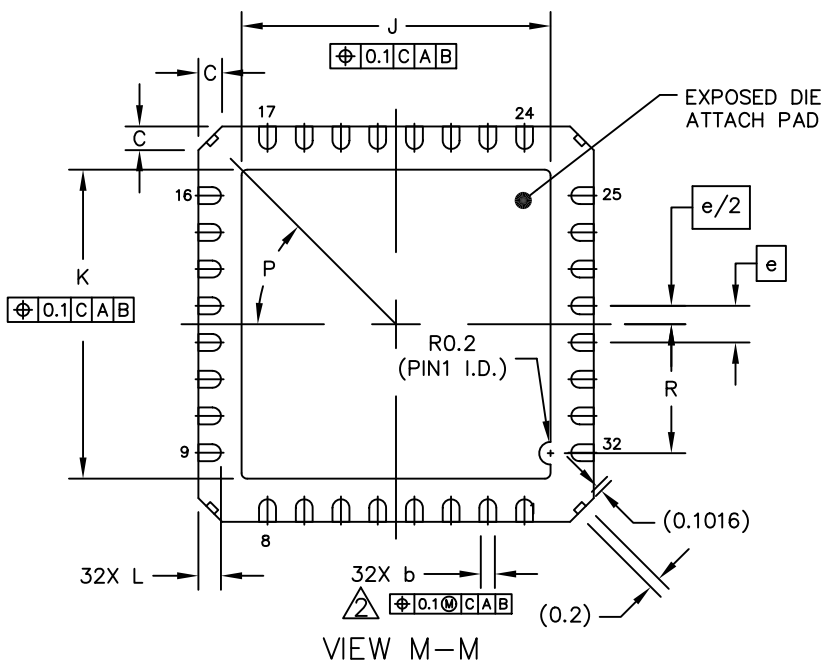 J
⌖ 0.1 C A B
C
17
24
EXPOSED DIE
ATTACH PAD
C
16
25
e/2
P
e
K
⌖ 0.1 C A B
R0.2
(PIN1 I.D.)
R
9
32
(0.1016)
8
32X L
32X b
2
⌖ 0.1 Ⓜ C A B
(0.2)
VIEW M-M